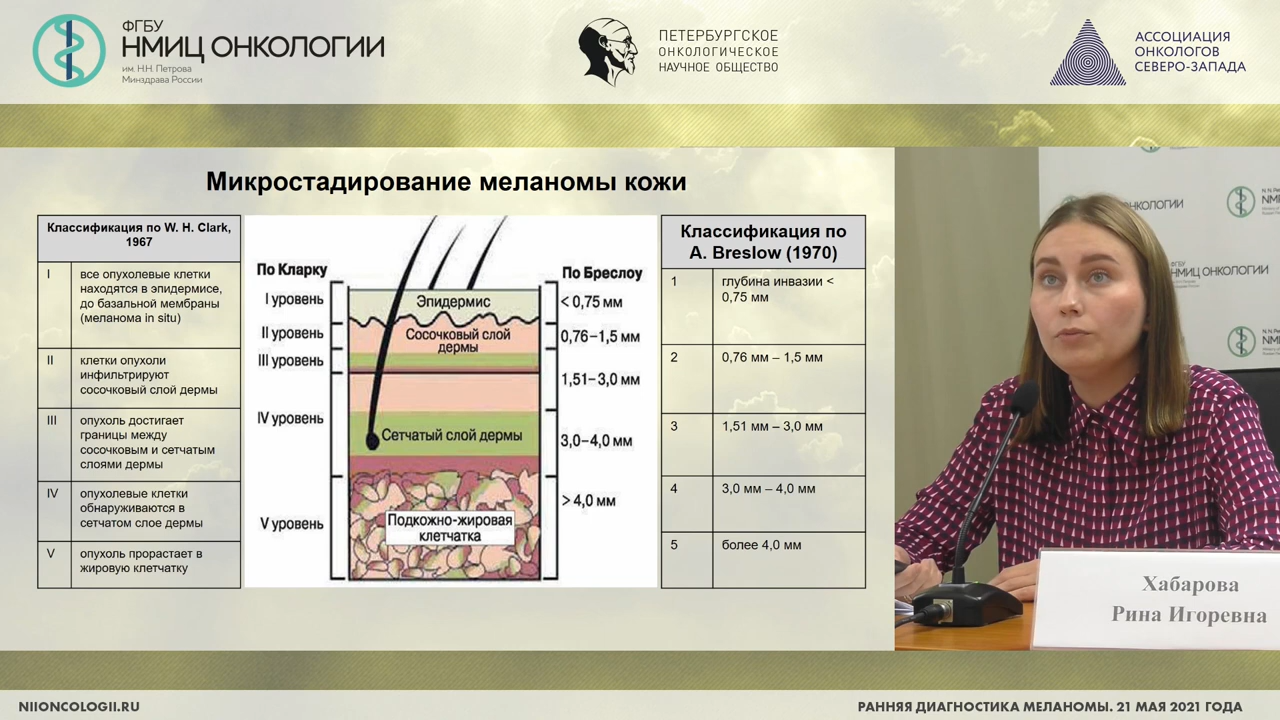 ФГБУ
НМИЦ ОНКОЛОГИИ
им. Н.Н. Петрова
Минздрава России
ПЕТЕРБУРГСКОЕ
ОНКОЛОГИЧЕСКОЕ
НАУЧНОЕ ОБЩЕСТВО
АССОЦИАЦИЯ
ОНКОЛОГОВ
СЕВЕРО-ЗАПАДА
Микростадирование меланомы кожи
Классификация по W. H. Clark,
1967
I
все опухолевые клетки
находятся в эпидермисе,
до базальной мембраны
(меланома in situ)
II
клетки опухоли
инфильтрируют
сосочковый слой дермы
III
опухоль достигает
границы между
сосочковым и сетчатым
слоями дермы
IV
опухолевые клетки
обнаруживаются в
сетчатом слое дермы
V
опухоль прорастает в
жировую клетчатку
По Кларку
I уровень
II уровень
III уровень
IV уровень
V уровень
Эпидермис
Сосочковый слой
дермы
Сетчатый слой дермы
Подкожно-жировая
клетчатка
По Бреслоу
< 0,75 мм
0,76–1,5 мм
1,51–3,0 мм
3,0–4,0 мм
> 4,0 мм
Классификация по
A. Breslow (1970)
1
глубина инвазии <
0,75 мм
2
0,76 мм – 1,5 мм
3
1,51 мм – 3,0 мм
4
3,0 мм – 4,0 мм
5
более 4,0 мм
НМИЦ ОНКОЛОГИИ
Хабарова
Рина Игоревна
NIIONCOLOGII.RU
РАННЯЯ ДИАГНОСТИКА МЕЛАНОМЫ. 21 МАЯ 2021 ГОДА